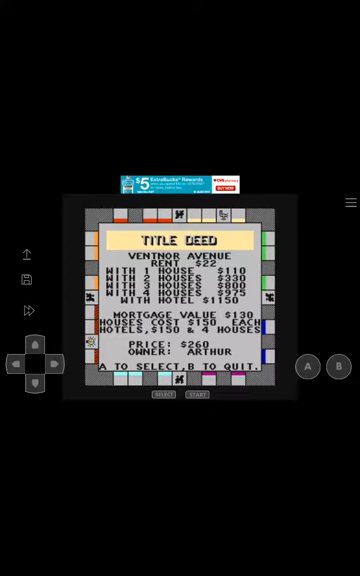 $5 ExtraBucks Rewards
BUY NOW
TITLE DEED
VENTNOR AVENUE
RENT $22
WITH 1 HOUSE $110
WITH 2 HOUSES $330
WITH 3 HOUSES $800
WITH 4 HOUSES $975
WITH HOTEL $1150
MORTGAGE VALUE $130
HOUSES COST $150 EACH
HOTELS,$150 & 4 HOUSES
PRICE: $260
OWNER: ARTHUR
A TO SELECT,B TO QUIT.
A
B
SELECT
START